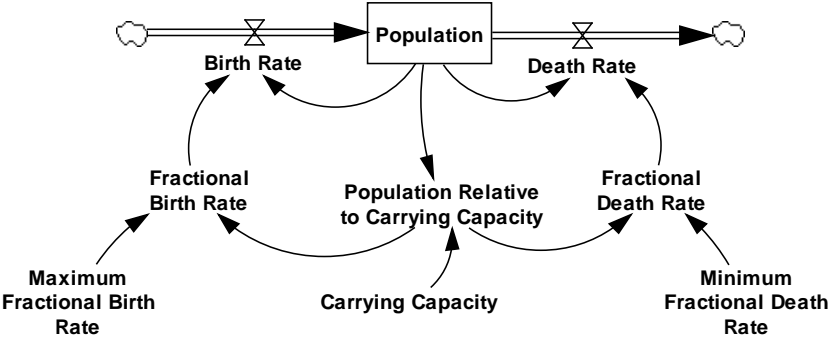 Population
Birth Rate
Death Rate
Fractional
Birth Rate
Population Relative
to Carrying Capacity
Fractional
Death Rate
Maximum
Fractional Birth
Rate
Carrying Capacity
Minimum
Fractional Death
Rate